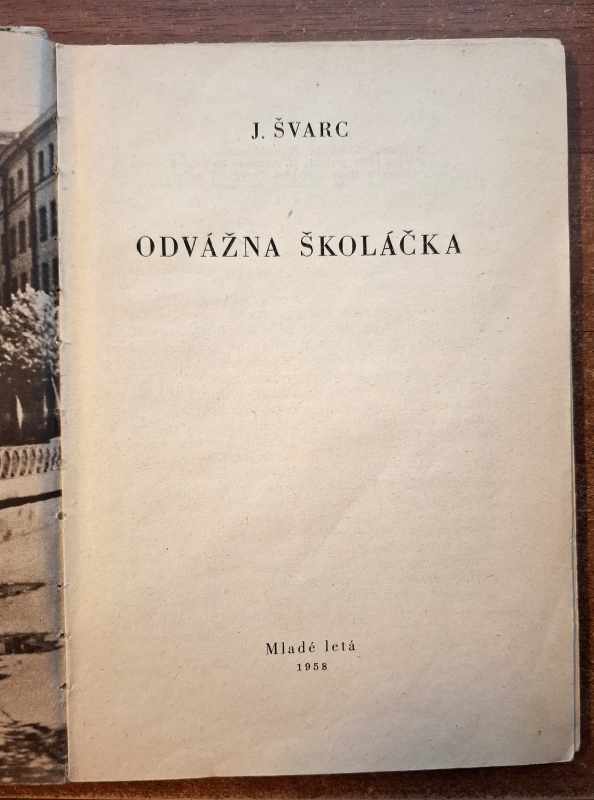 J. ŠVARC
ODVÁŽNA ŠKOLÁČKA
Mladé letá
1958